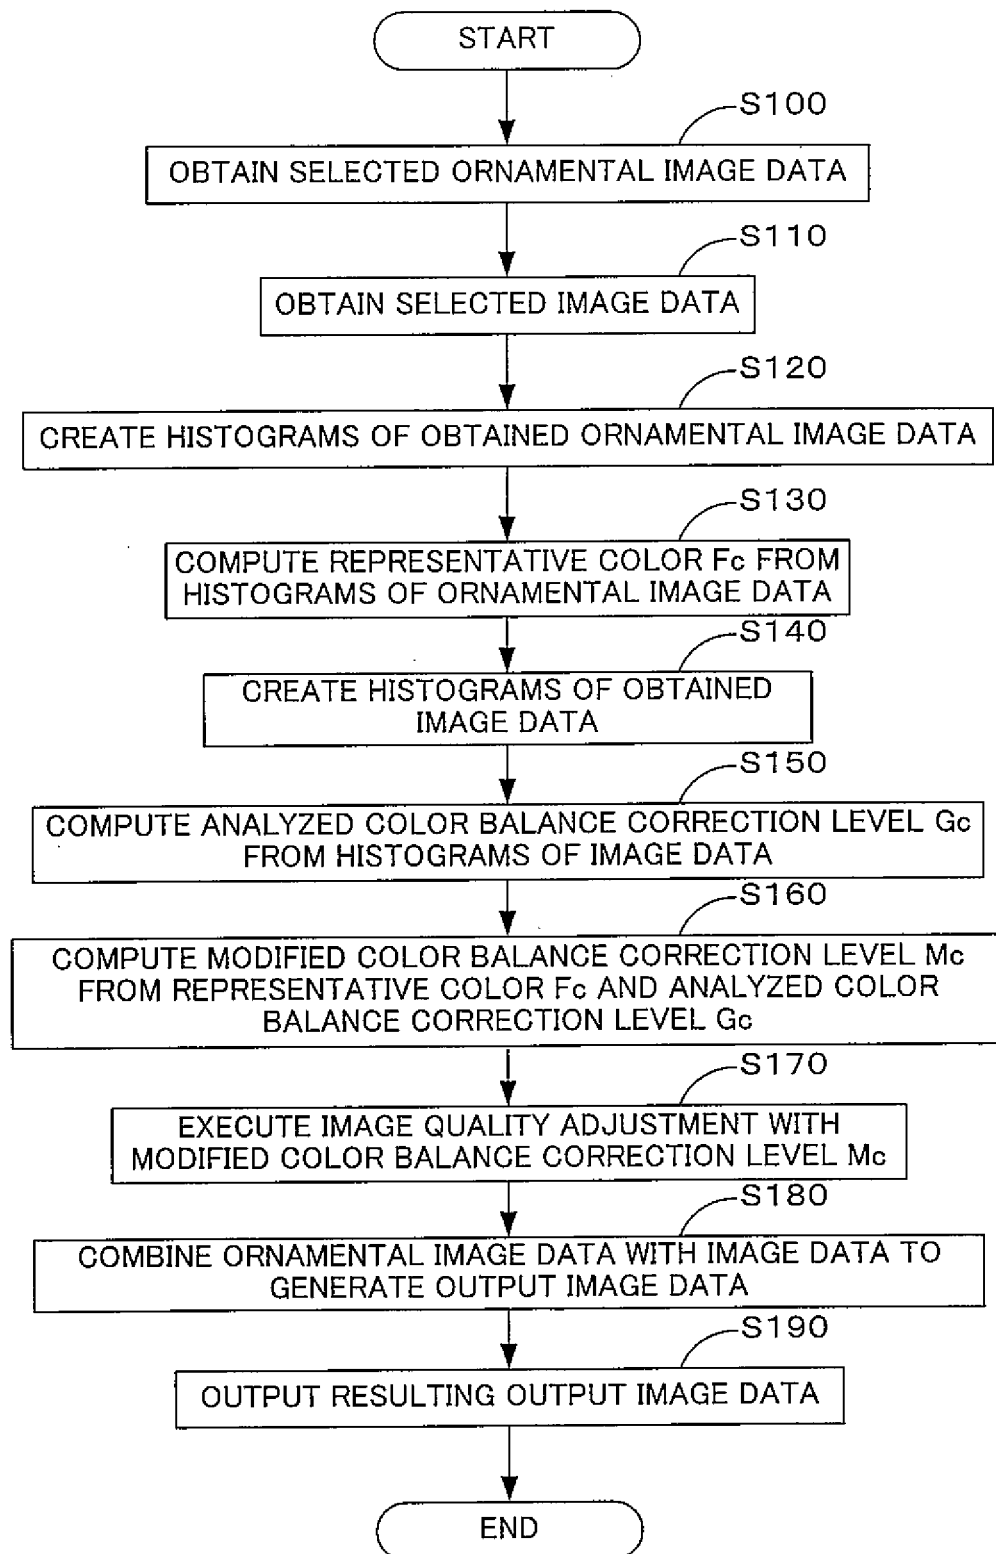 START
S100
OBTAIN SELECTED ORNAMENTAL IMAGE DATA
S110
OBTAIN SELECTED IMAGE DATA
S120
CREATE HISTOGRAMS OF OBTAINED ORNAMENTAL IMAGE DATA
S130
COMPUTE REPRESENTATIVE COLOR Fc FROM
HISTOGRAMS OF ORNAMENTAL IMAGE DATA
S140
CREATE HISTOGRAMS OF OBTAINED
IMAGE DATA
S150
COMPUTE ANALYZED COLOR BALANCE CORRECTION LEVEL Gc
FROM HISTOGRAMS OF IMAGE DATA
S160
COMPUTE MODIFIED COLOR BALANCE CORRECTION LEVEL Mc
FROM REPRESENTATIVE COLOR Fc AND ANALYZED COLOR
BALANCE CORRECTION LEVEL Gc
S170
EXECUTE IMAGE QUALITY ADJUSTMENT WITH
MODIFIED COLOR BALANCE CORRECTION LEVEL Mc
S180
COMBINE ORNAMENTAL IMAGE DATA WITH IMAGE DATA TO
GENERATE OUTPUT IMAGE DATA
S190
OUTPUT RESULTING OUTPUT IMAGE DATA
END